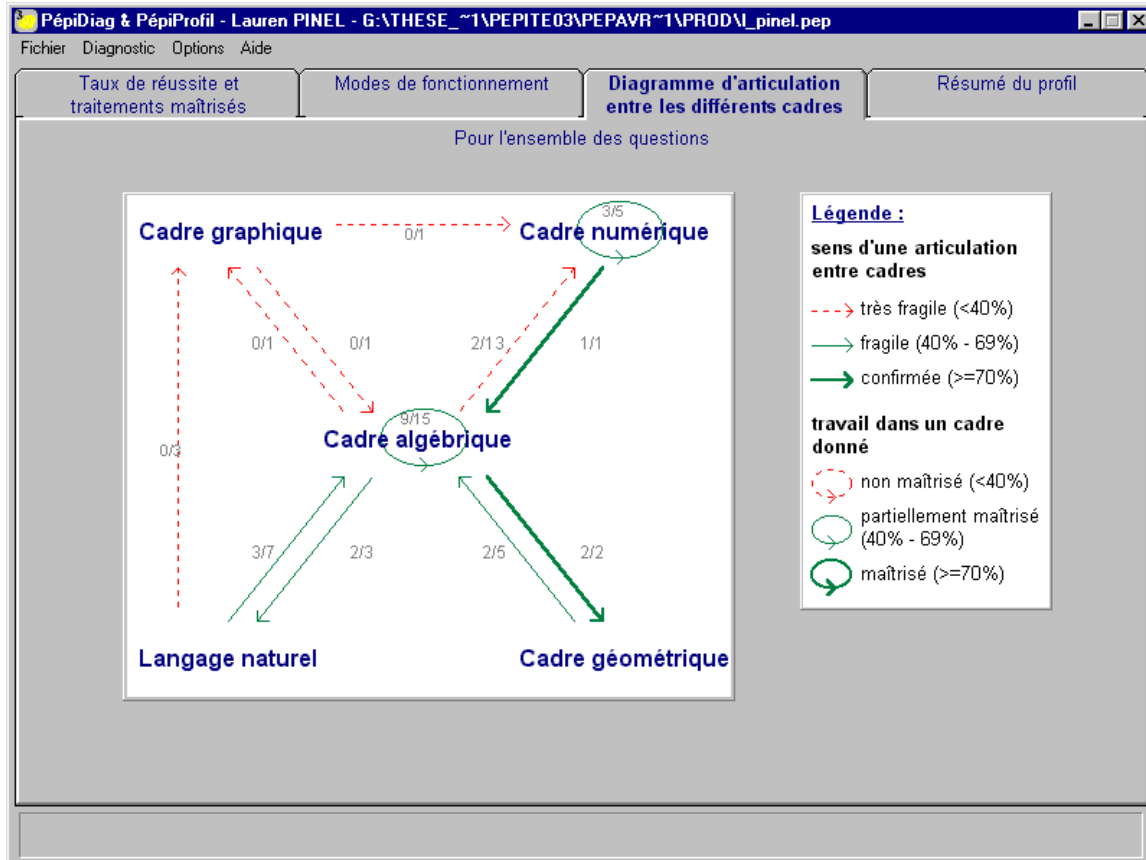 PépiDiag & PépiProfil - Lauren PINEL - G:\THESE_~1\PEPITE03\PEPAVR~1\PROD\l_pinel.pep
Fichier Diagnostic Options Aide
Taux de réussite et
traitements maîtrisés
Modes de fonctionnement
Diagramme d'articulation
entre les différents cadres
Résumé du profil
Pour l'ensemble des questions
3/5
Cadre graphique
0/1
Cadre numérique
0/1
0/1
2/13
1/1
9/15
Cadre algébrique
0/3
3/7
2/3
2/5
2/2
Langage naturel
Cadre géométrique
Légende :
sens d'une articulation
entre cadres
très fragile (<40%)
fragile (40% - 69%)
confirmée (>=70%)
travail dans un cadre
donné
non maîtrisé (<40%)
partiellement maîtrisé
(40% - 69%)
maîtrisé (>=70%)